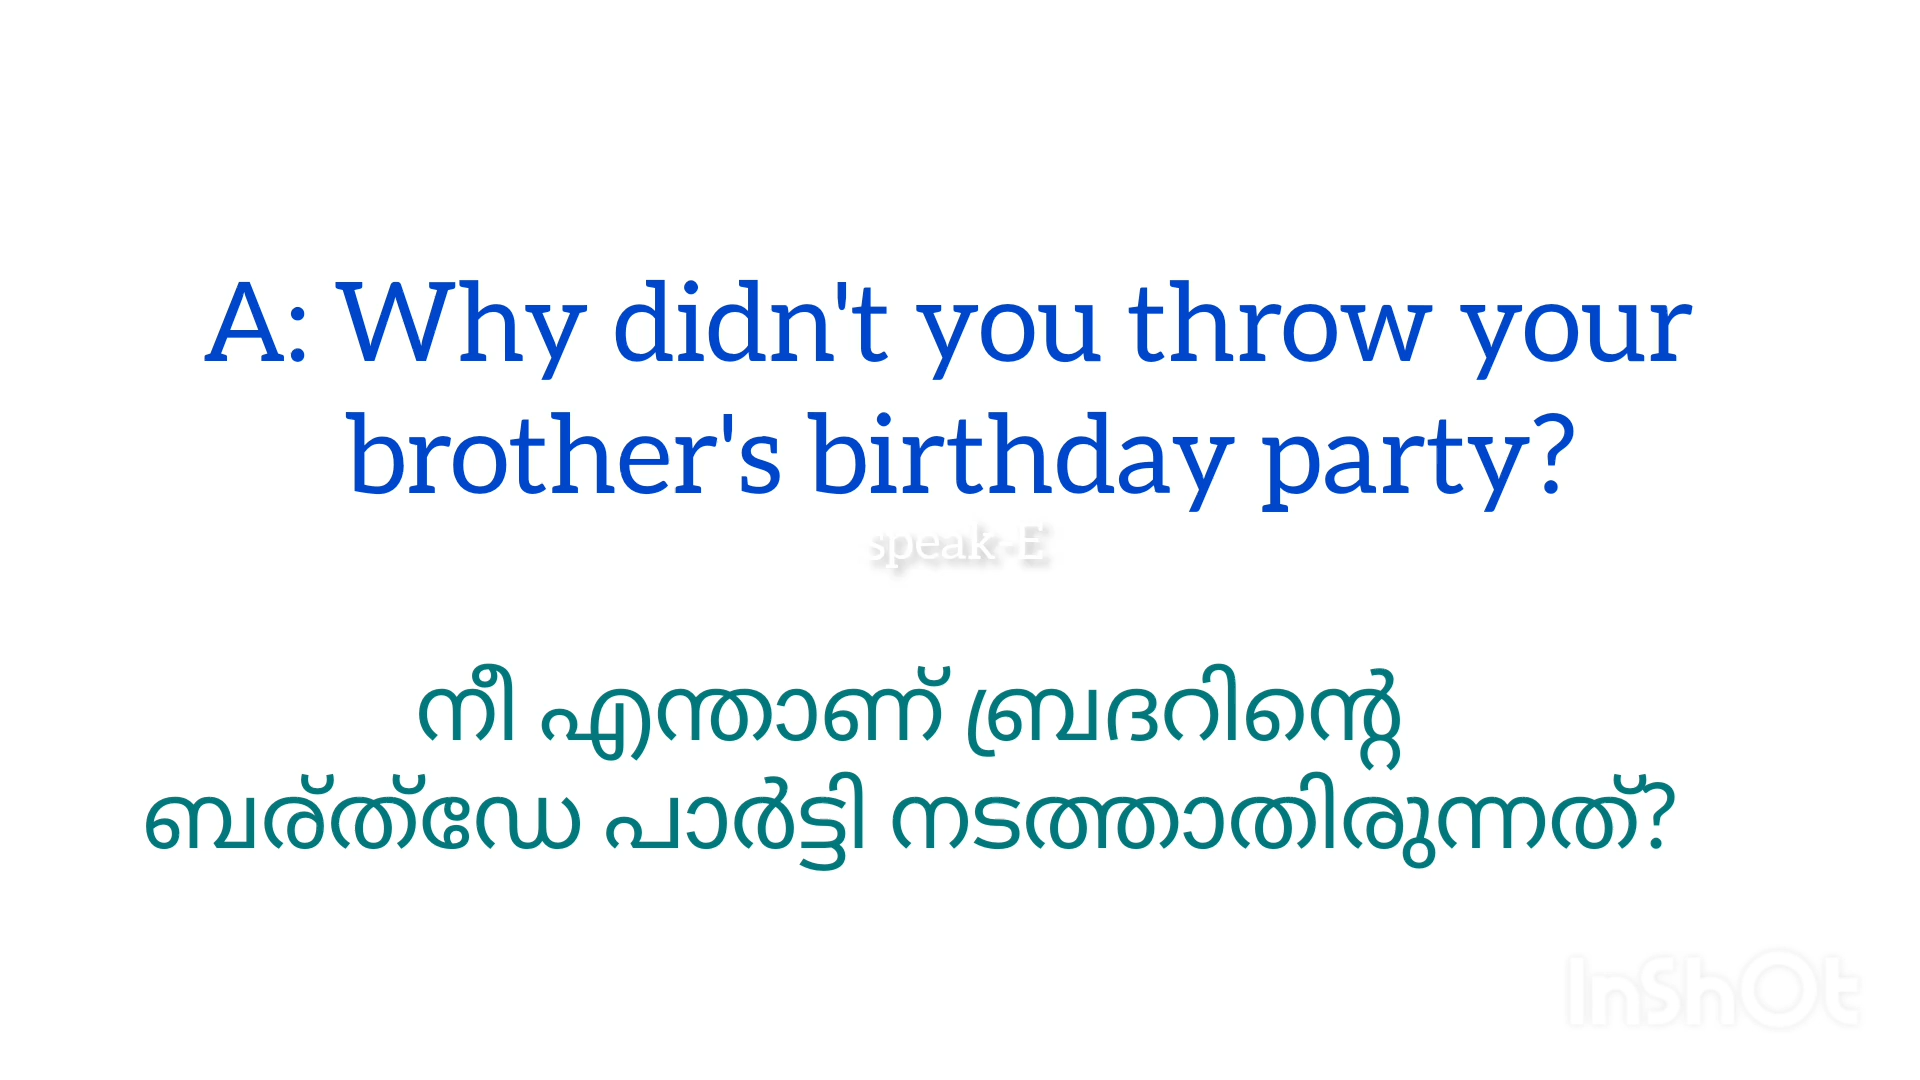 A: Why didn't you throw your
brother's birthday party?
speak-E
നീ എന്താണ് ബ്രദറിന്റെ
ബര്ത്ഡേ പാർട്ടി നടത്താതിരുന്നത്?
InShOt